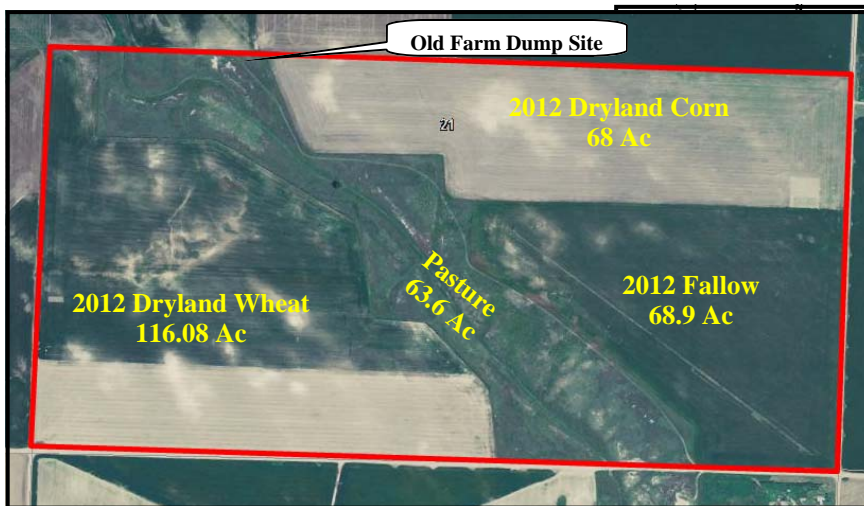 Old Farm Dump Site
2012 Dryland Corn
68 Ac
21
Pasture
63.6 Ac
2012 Fallow
68.9 Ac
2012 Dryland Wheat
116.08 Ac